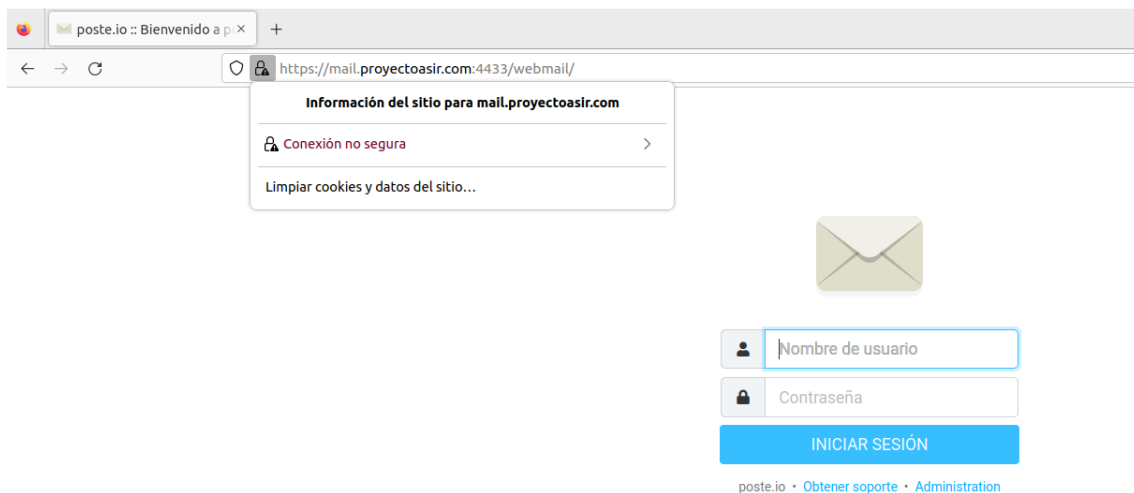 poste.io :: Bienvenido a p
https://mail.proyectoasir.com:4433/webmail/
Información del sitio para mail.proyectoasir.com
Conexión no segura
Limpiar cookies y datos del sitio...
Nombre de usuario
Contraseña
INICIAR SESIÓN
poste.io • Obtener soporte • Administration